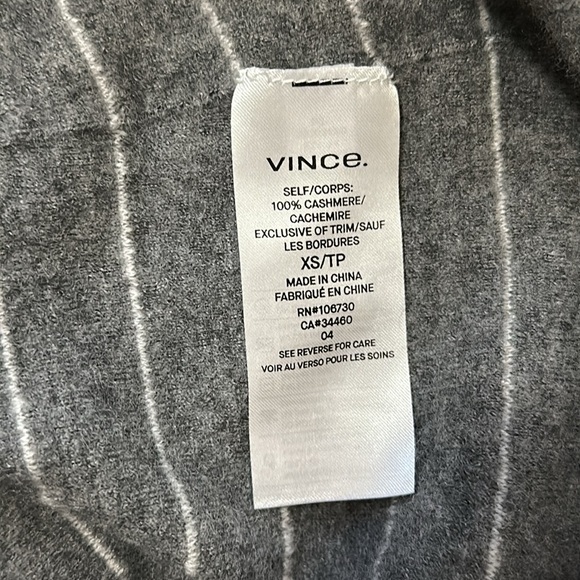 VINCe.
SELF/CORPS:
100% CASHMERE/
CACHEMIRE
EXCLUSIVE OF TRIM/SAUF
LES BORDURES
XS/TP
MADE IN CHINA
FABRIQUÉ EN CHINE
RN#106730
CA#34460
04
SEE REVERSE FOR CARE
VOIR AU VERSO POUR LES SOINS